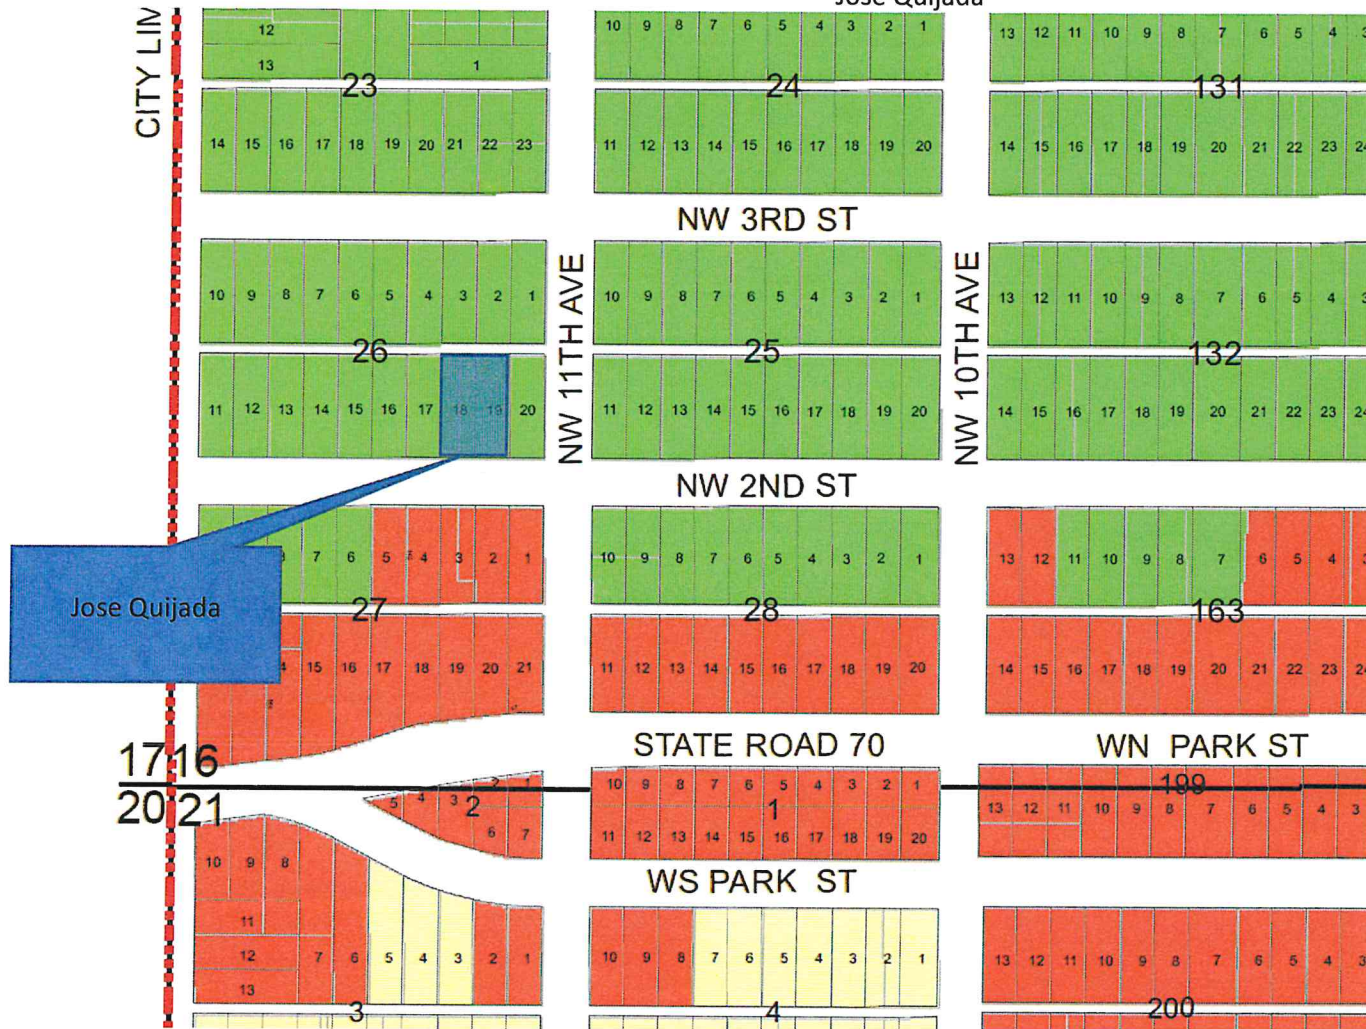 Jose Quijada
CITY LIM
12
13
1
23
10 9 8 7 6 5 4 3 2 1
24
13 12 11 10 9 8 7 6 5 4 3
131
14 15 16 17 18 19 20 21 22 23
11 12 13 14 15 16 17 18 19 20
14 15 16 17 18 19 20 21 22 23 24
NW 3RD ST
10 9 8 7 6 5 4 3 2 1
26
NW 11TH AVE
10 9 8 7 6 5 4 3 2 1
25
NW 10TH AVE
13 12 11 10 9 8 7 6 5 4 3
132
11 12 13 14 15 16 17 18 19 20
11 12 13 14 15 16 17 18 19 20
14 15 16 17 18 19 20 21 22 23 24
NW 2ND ST
7 6 5 4 3 2 1
27
10 9 8 7 6 5 4 3 2 1
28
13 12 11 10 9 8 7 6 5 4 3
163
Jose Quijada
15 16 17 18 19 20 21
11 12 13 14 15 16 17 18 19 20
14 15 16 17 18 19 20 21 22 23 24
STATE ROAD 70
WN PARK ST
17 16
20 21
5 4 3 2 1
6 7
2
10 9 8 7 6 5 4 3 2 1
1
11 12 13 14 15 16 17 18 19 20
199
13 12 11 10 9 8 7 6 5 4 3
WS PARK ST
10 9 8
11
12
13
7 6 5 4 3 2 1
3
10 9 8 7 6 5 4 3 2 1
4
13 12 11 10 9 8 7 6 5 4 3
200